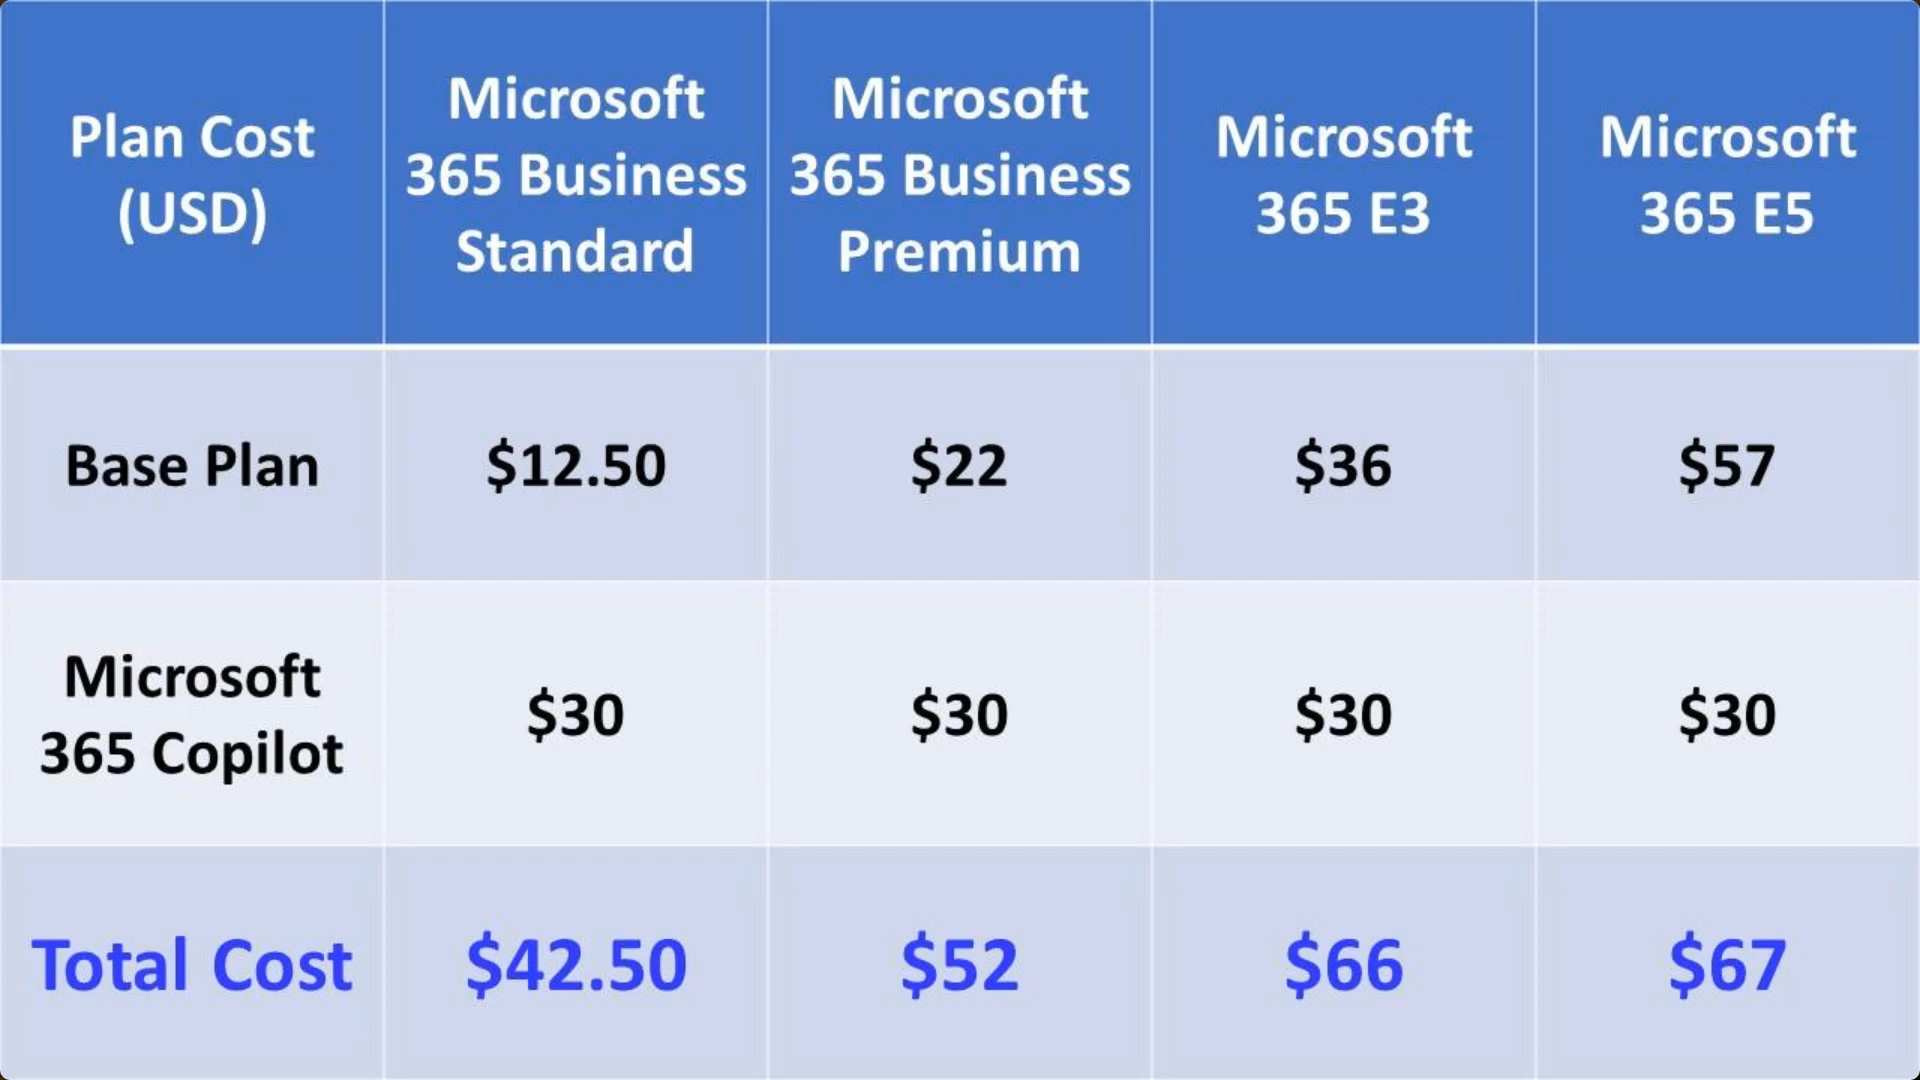 Plan Cost
(USD)
Microsoft
365 Business
Standard
Microsoft
365 Business
Premium
Microsoft
365 E3
Microsoft
365 E5
Base Plan
$12.50
$22
$36
$57
Microsoft
365 Copilot
$30
$30
$30
$30
Total Cost
$42.50
$52
$66
$67